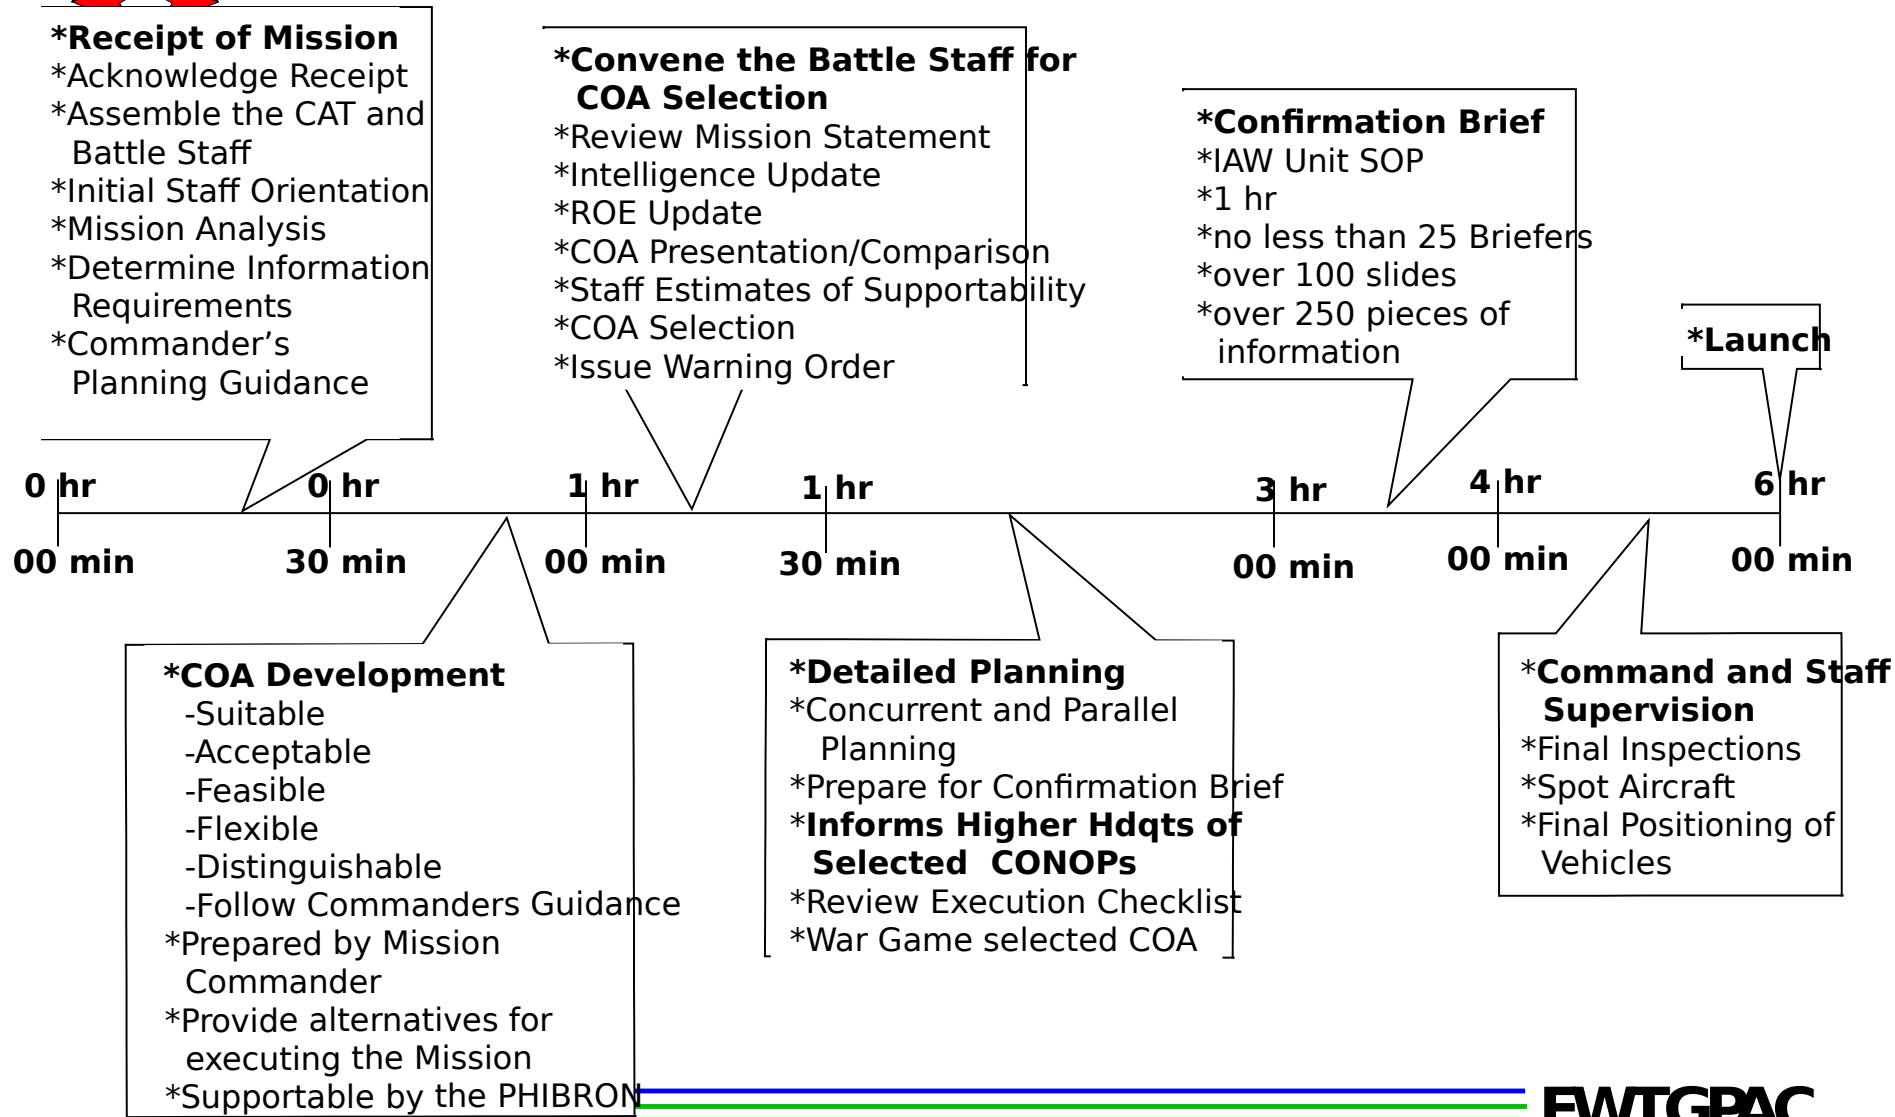 *Receipt of Mission
*Acknowledge Receipt
*Assemble the CAT and
Battle Staff
*Initial Staff Orientation
*Mission Analysis
*Determine Information
Requirements
*Commander’s
Planning Guidance
*Convene the Battle Staff for
COA Selection
*Review Mission Statement
*Intelligence Update
*ROE Update
*COA Presentation/Comparison
*Staff Estimates of Supportability
*COA Selection
*Issue Warning Order
*Confirmation Brief
*IAW Unit SOP
*1 hr
*no less than 25 Briefers
*over 100 slides
*over 250 pieces of
information
*Launch
0 hr
0 hr
1 hr
1 hr
3 hr
4 hr
6 hr
00 min
30 min
00 min
30 min
00 min
00 min
00 min
*COA Development
-Suitable
-Acceptable
-Feasible
-Flexible
-Distinguishable
-Follow Commanders Guidance
*Prepared by Mission
Commander
*Provide alternatives for
executing the Mission
*Supportable by the PHIBRON
*Detailed Planning
*Concurrent and Parallel
Planning
*Prepare for Confirmation Brief
*Informs Higher Hdqts of
Selected  CONOPs
*Review Execution Checklist
*War Game selected COA
*Command and Staff
Supervision
*Final Inspections
*Spot Aircraft
*Final Positioning of
Vehicles
EWTGPAC